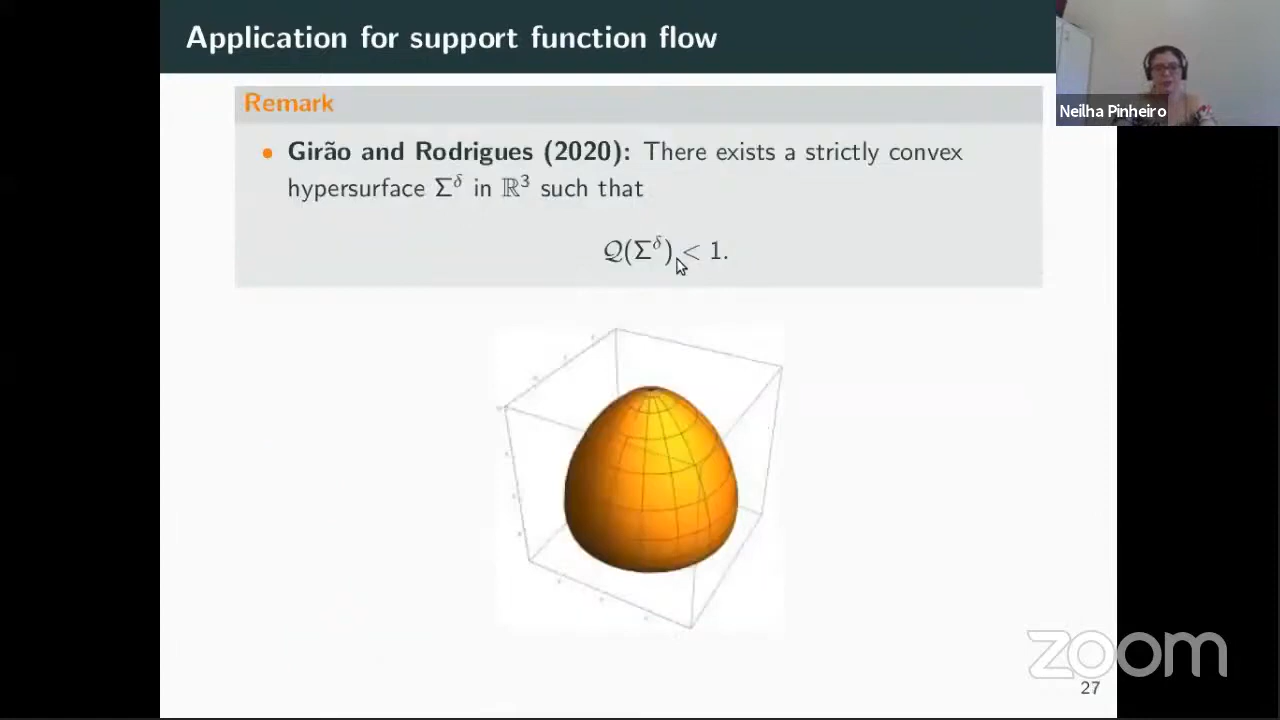 Application for support function flow
Neilha Pinheiro
Remark
• Girão and Rodrigues (2020): There exists a strictly convex
hypersurface Σ^δ in ℝ³ such that
𝒬(Σ^δ) < 1.
zoom
27